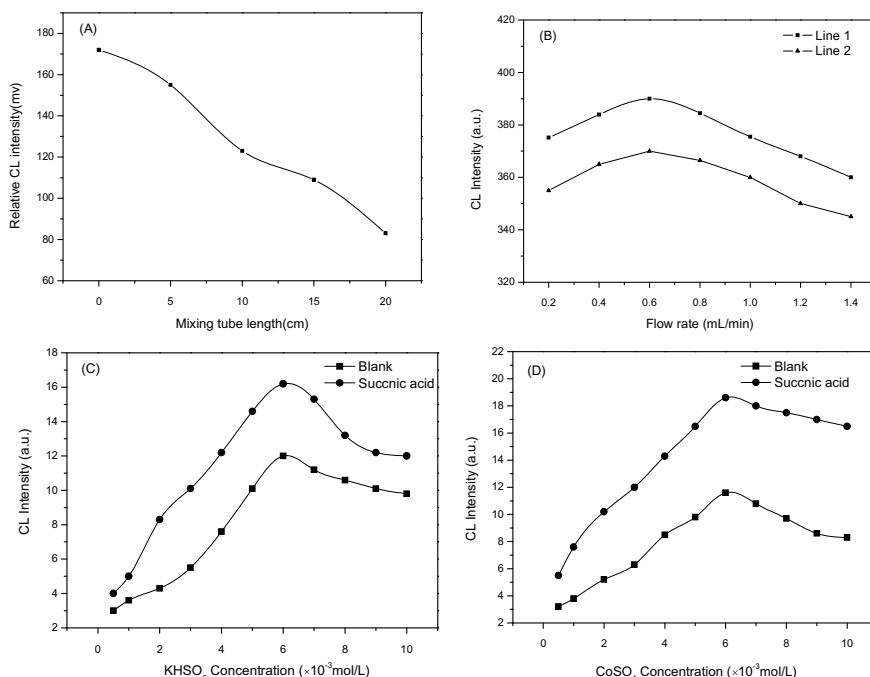 (A)
Relative CL intensity(mv)
180
160
140
120
100
80
60
0 5 10 15 20
Mixing tube length(cm)
(B)
Line 1
Line 2
CL Intensity (a.u.)
420
400
380
360
340
320
0.2 0.4 0.6 0.8 1.0 1.2 1.4
Flow rate (mL/min)
(C)
Blank
Succnic acid
CL Intensity (a.u.)
18
16
14
12
10
8
6
4
2
0 2 4 6 8 10
KHSO5 Concentration (×10-3mol/L)
(D)
Blank
Succnic acid
CL Intensity (a.u.)
22
20
18
16
14
12
10
8
6
4
2
0 2 4 6 8 10
CoSO4 Concentration (×10-3mol/L)